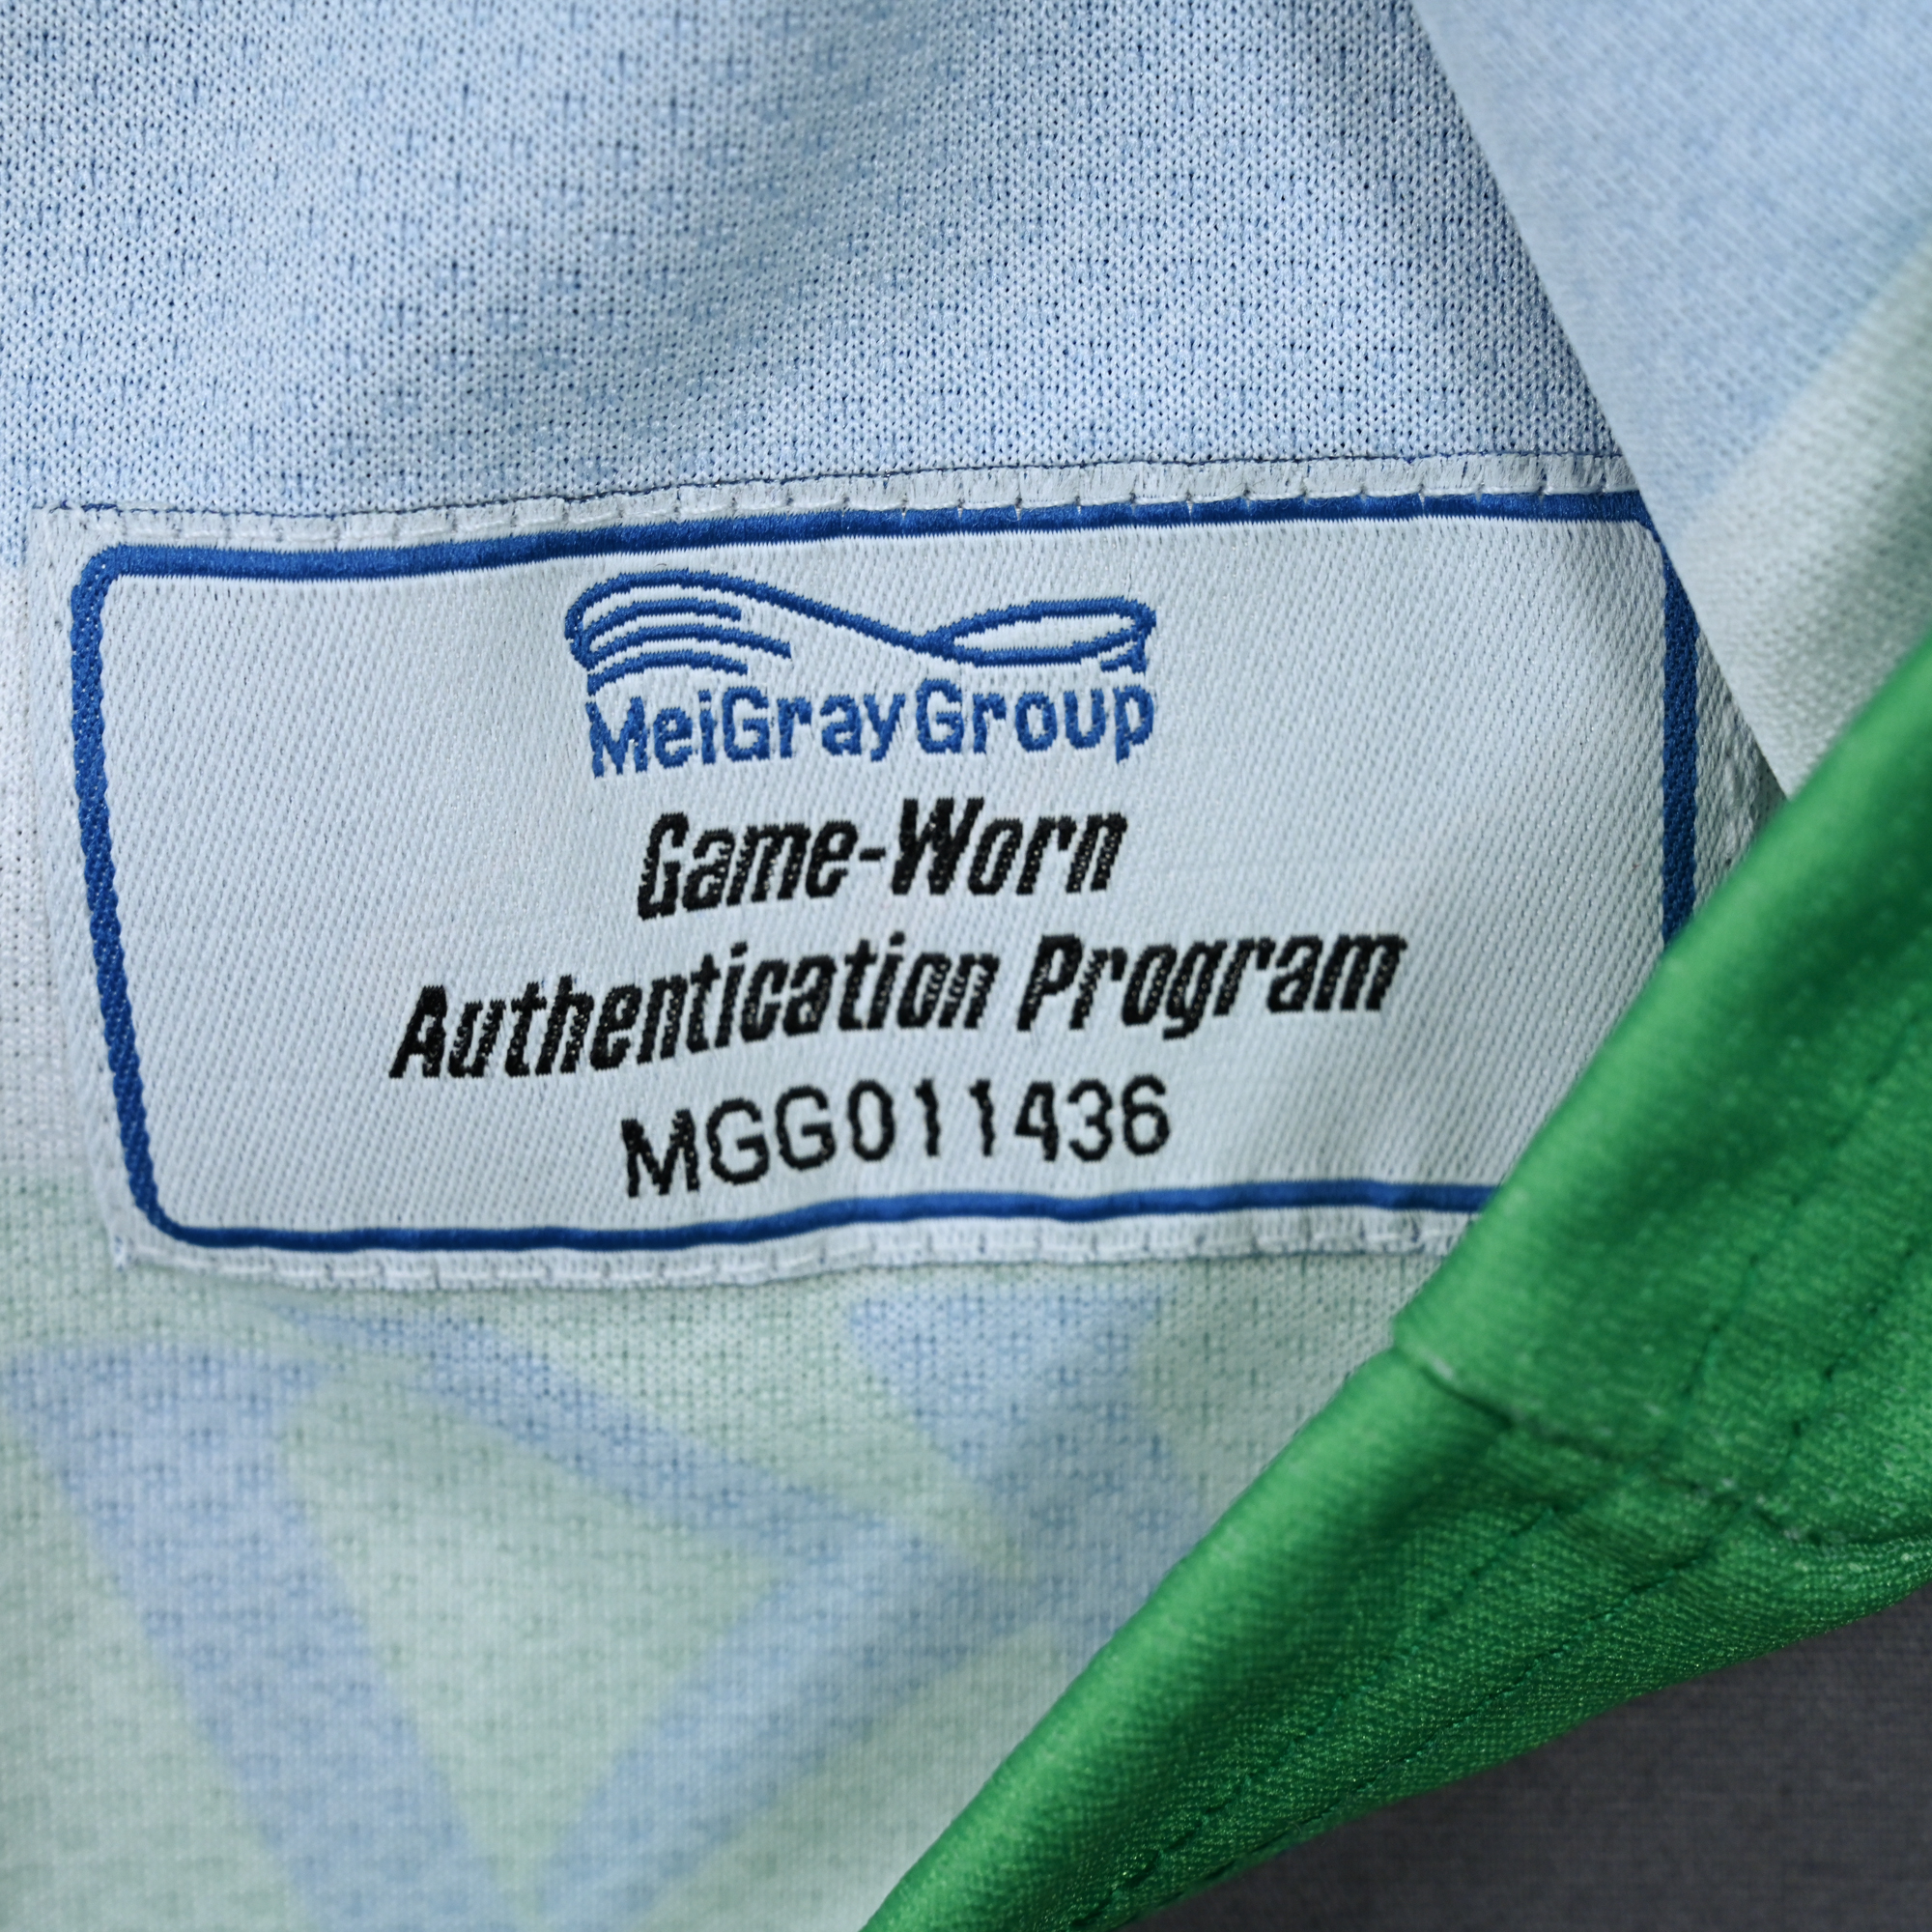 MeiGrayGroup
Game-Worn
Authentication Program
MGG011436